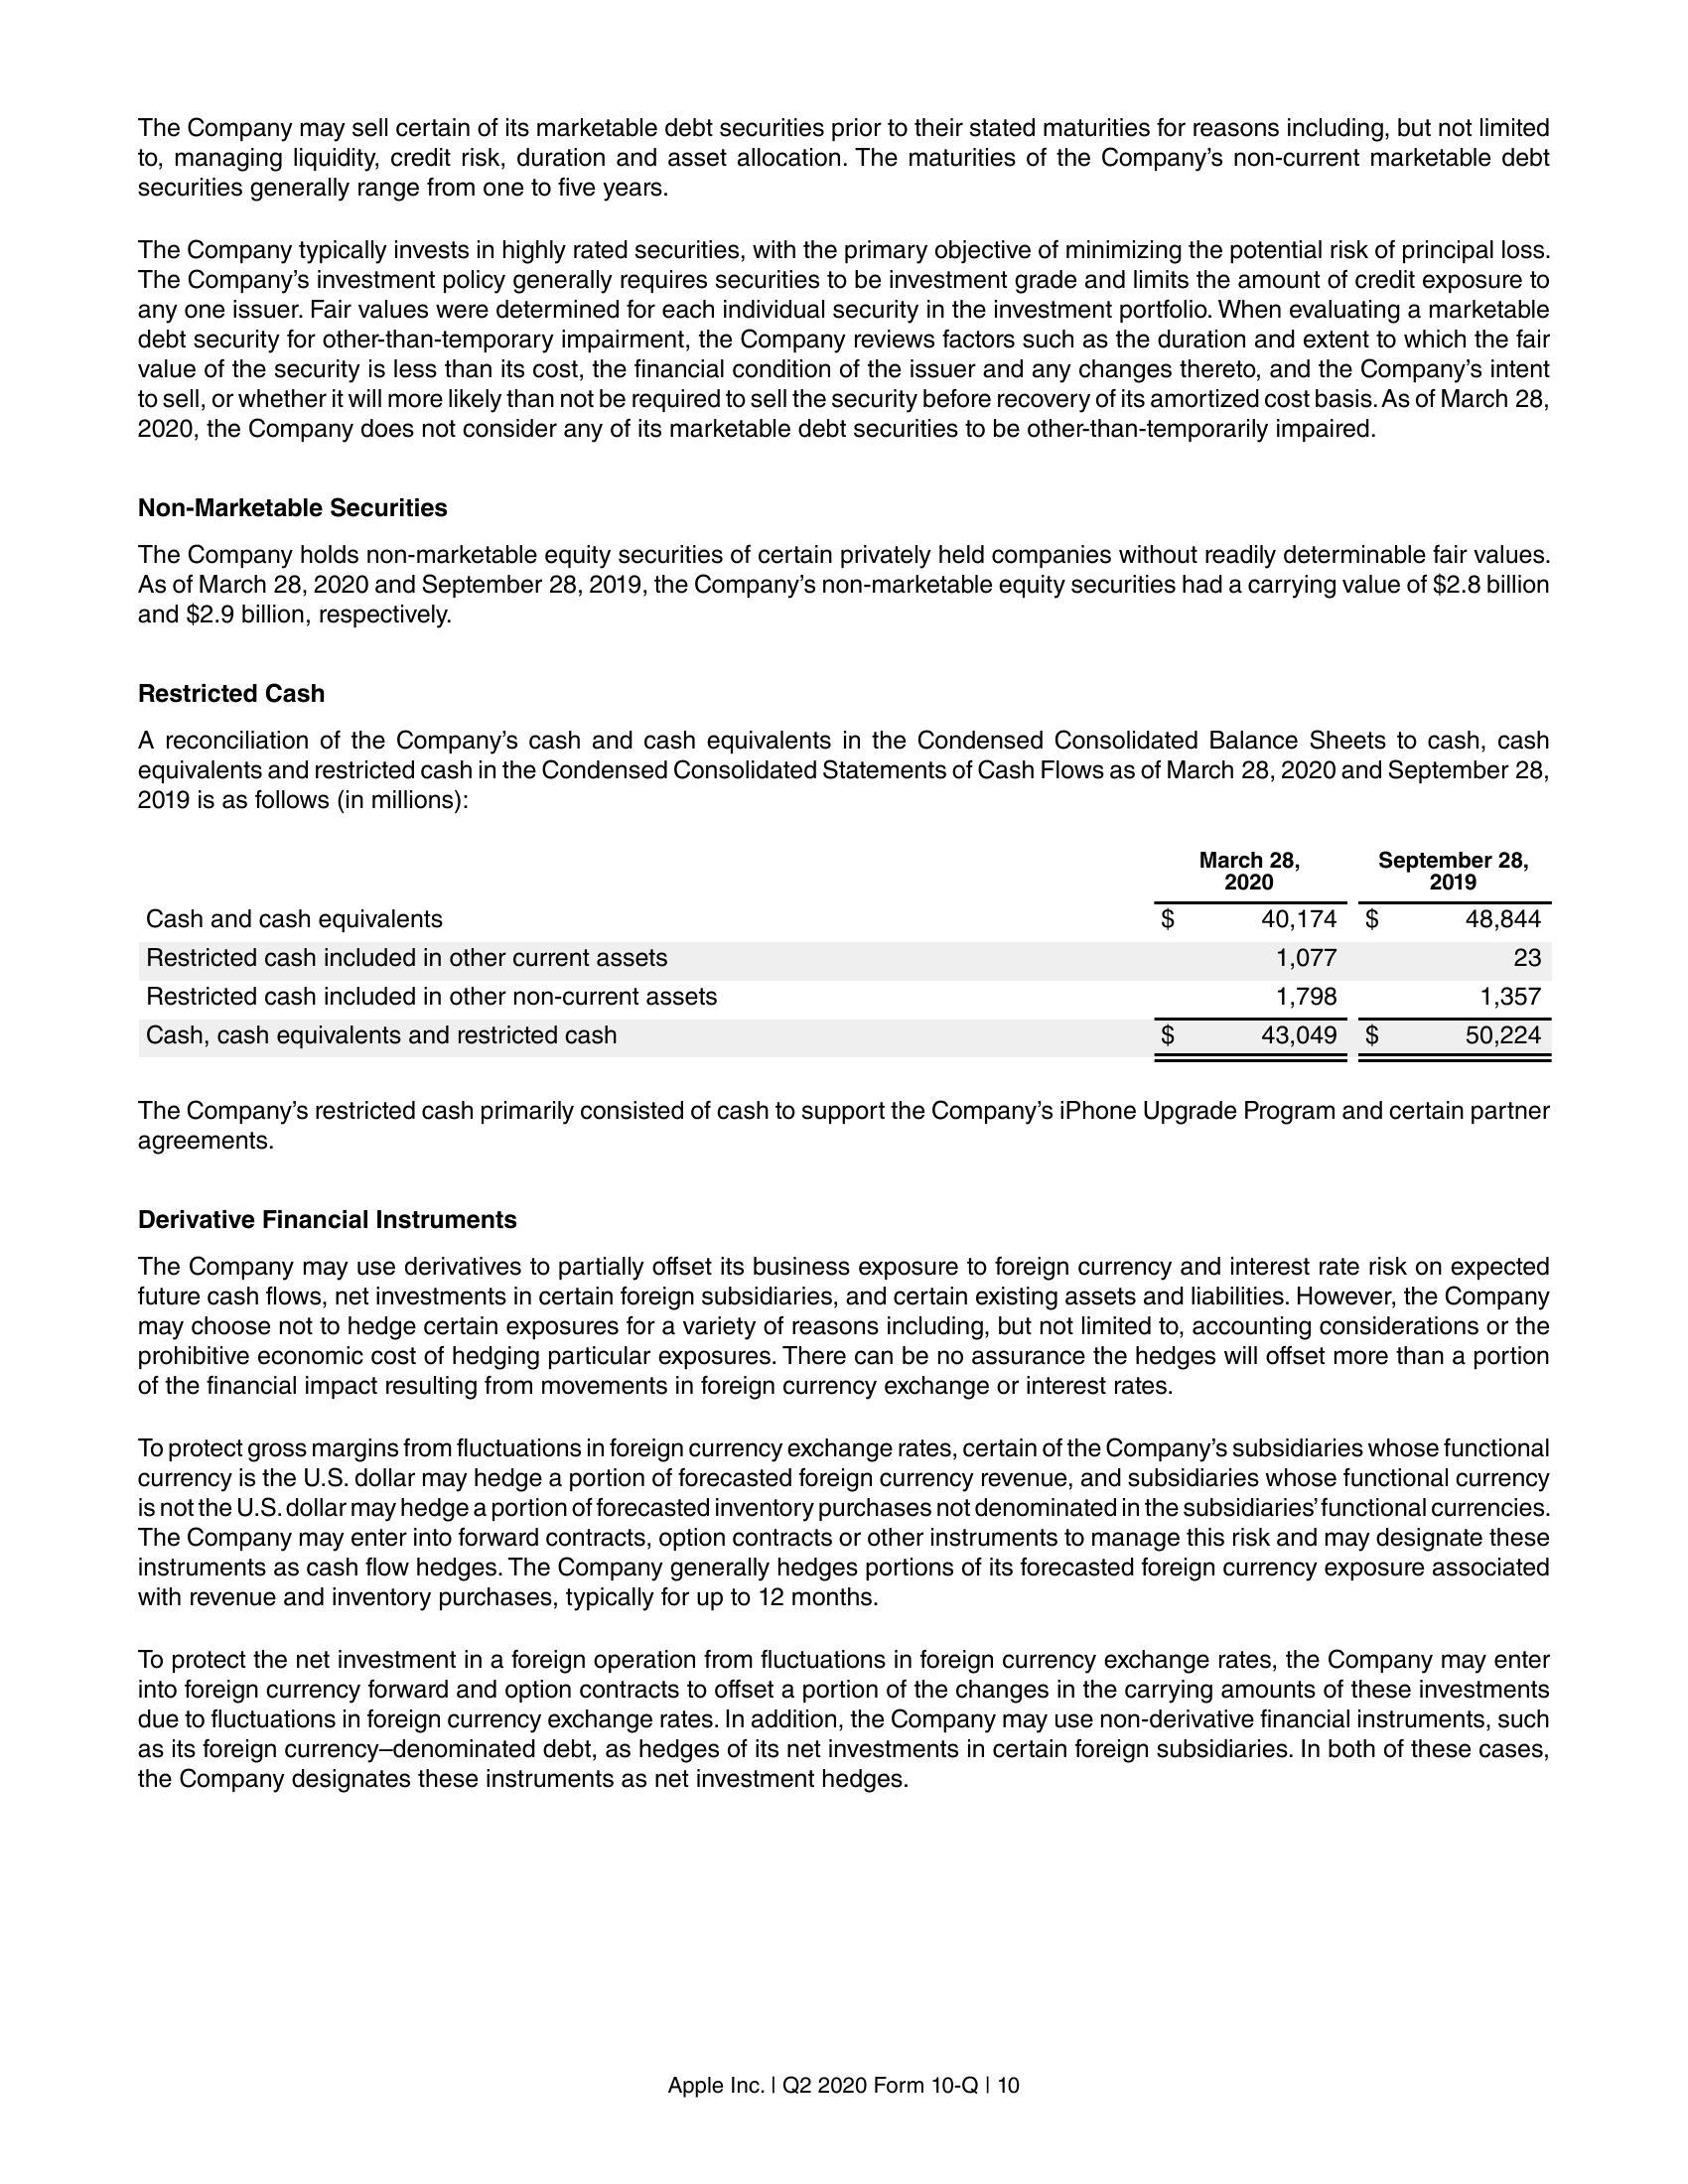 The Company may sell certain of its marketable debt securities prior to their stated maturities for reasons including, but not limited
to, managing liquidity, credit risk, duration and asset allocation. The maturities of the Company’s non-current marketable debt
securities generally range from one to five years.
The Company typically invests in highly rated securities, with the primary objective of minimizing the potential risk of principal loss.
The Company’s investment policy generally requires securities to be investment grade and limits the amount of credit exposure to
any one issuer. Fair values were determined for each individual security in the investment portfolio. When evaluating a marketable
debt security for other-than-temporary impairment, the Company reviews factors such as the duration and extent to which the fair
value of the security is less than its cost, the financial condition of the issuer and any changes thereto, and the Company’s intent
to sell, or whether it will more likely than not be required to sell the security before recovery of its amortized cost basis. As of March 28,
2020, the Company does not consider any of its marketable debt securities to be other-than-temporarily impaired.
Non-Marketable Securities
The Company holds non-marketable equity securities of certain privately held companies without readily determinable fair values.
As of March 28, 2020 and September 28, 2019, the Company’s non-marketable equity securities had a carrying value of $2.8 billion
and $2.9 billion, respectively.
Restricted Cash
A reconciliation of the Company’s cash and cash equivalents in the Condensed Consolidated Balance Sheets to cash, cash
equivalents and restricted cash in the Condensed Consolidated Statements of Cash Flows as of March 28, 2020 and September 28,
2019 is as follows (in millions):
March 28, September 28,
2020 2019
Cash and cash equivalents $ 40,174 $ 48,844
Restricted cash included in other current assets 1,077 23
Restricted cash included in other non-current assets 1,798 1,357
Cash, cash equivalents and restricted cash $ 43,049 $ 50,224
The Company’s restricted cash primarily consisted of cash to support the Company’s iPhone Upgrade Program and certain partner
agreements.
Derivative Financial Instruments
The Company may use derivatives to partially offset its business exposure to foreign currency and interest rate risk on expected
future cash flows, net investments in certain foreign subsidiaries, and certain existing assets and liabilities. However, the Company
may choose not to hedge certain exposures for a variety of reasons including, but not limited to, accounting considerations or the
prohibitive economic cost of hedging particular exposures. There can be no assurance the hedges will offset more than a portion
of the financial impact resulting from movements in foreign currency exchange or interest rates.
To protect gross margins from fluctuations in foreign currency exchange rates, certain of the Company’s subsidiaries whose functional
currency is the U.S. dollar may hedge a portion of forecasted foreign currency revenue, and subsidiaries whose functional currency
is not the U.S. dollar may hedge a portion of forecasted inventory purchases not denominated in the subsidiaries’ functional currencies.
The Company may enter into forward contracts, option contracts or other instruments to manage this risk and may designate these
instruments as cash flow hedges. The Company generally hedges portions of its forecasted foreign currency exposure associated
with revenue and inventory purchases, typically for up to 12 months.
To protect the net investment in a foreign operation from fluctuations in foreign currency exchange rates, the Company may enter
into foreign currency forward and option contracts to offset a portion of the changes in the carrying amounts of these investments
due to fluctuations in foreign currency exchange rates. In addition, the Company may use non-derivative financial instruments, such
as its foreign currency–denominated debt, as hedges of its net investments in certain foreign subsidiaries. In both of these cases,
the Company designates these instruments as net investment hedges.
Apple Inc. | Q2 2020 Form 10-Q | 10